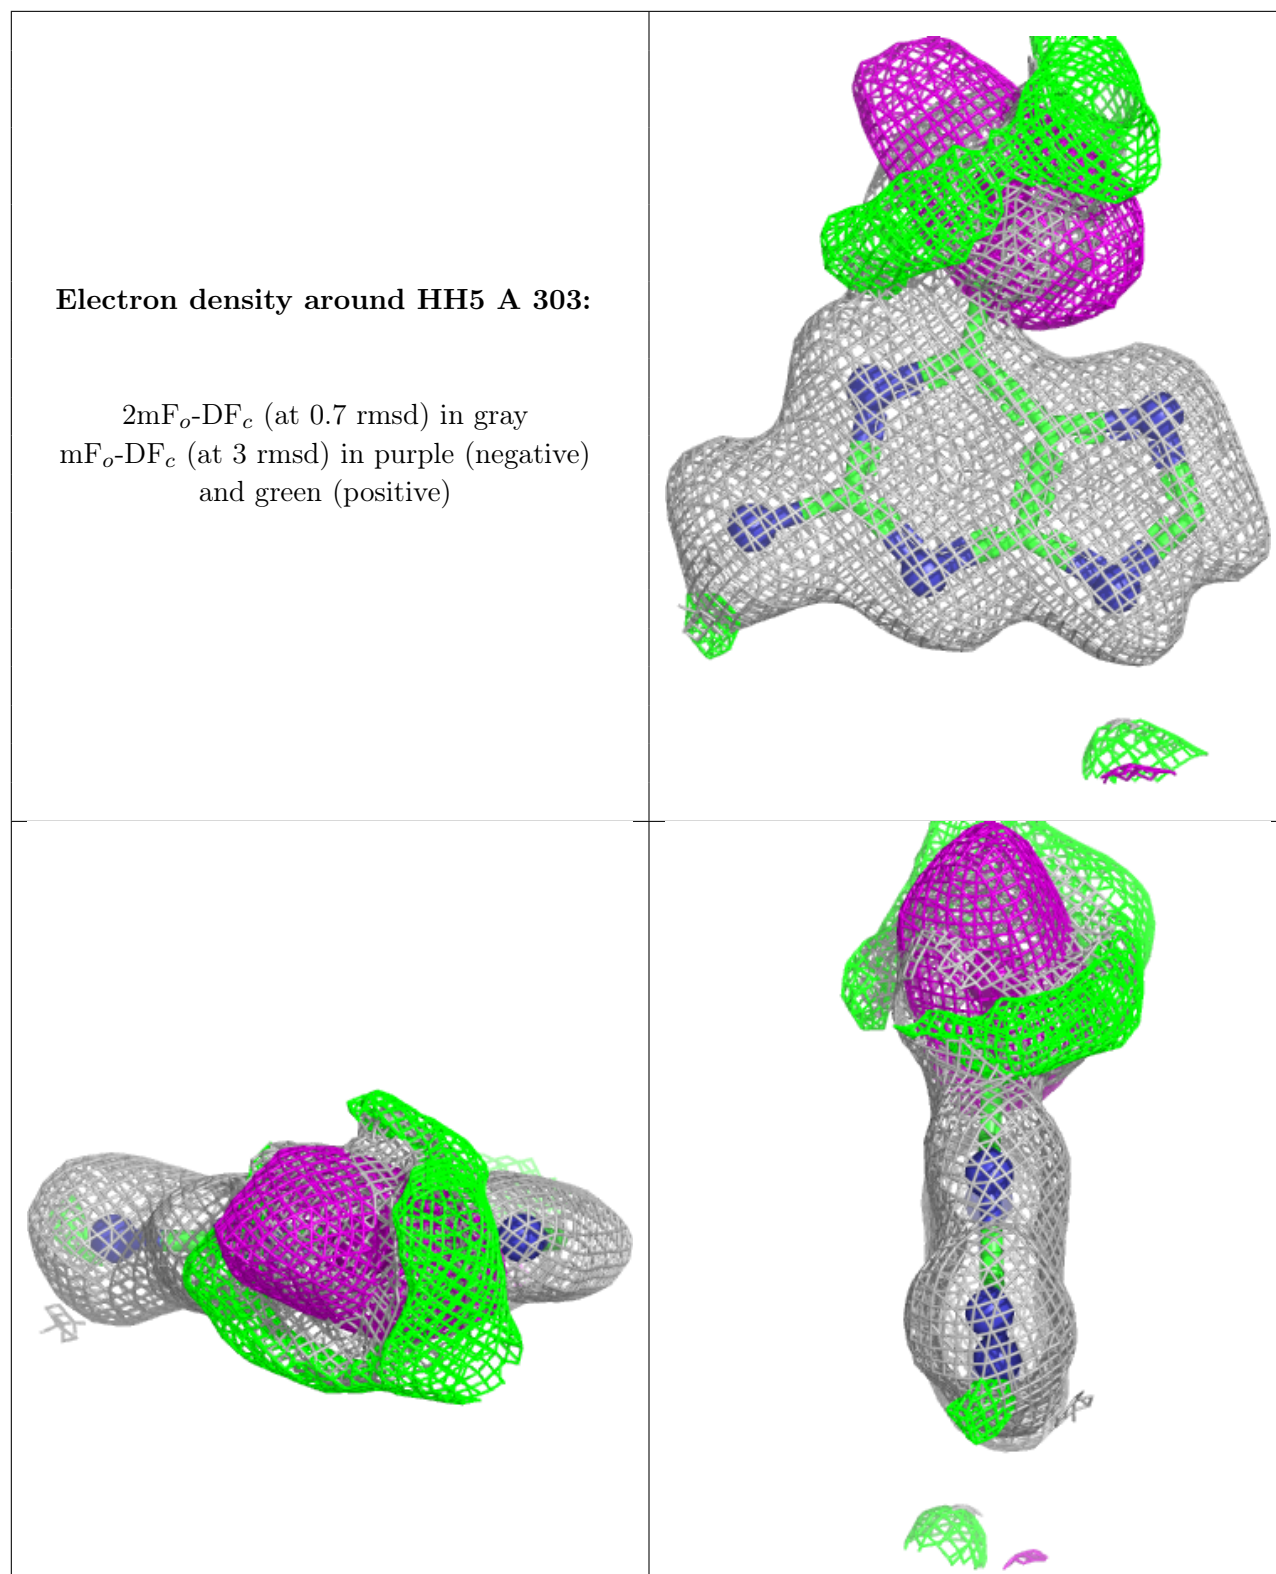 Electron density around HH5 A 303:
2mFo-DFc (at 0.7 rmsd) in gray
mFo-DFc (at 3 rmsd) in purple (negative)
and green (positive)